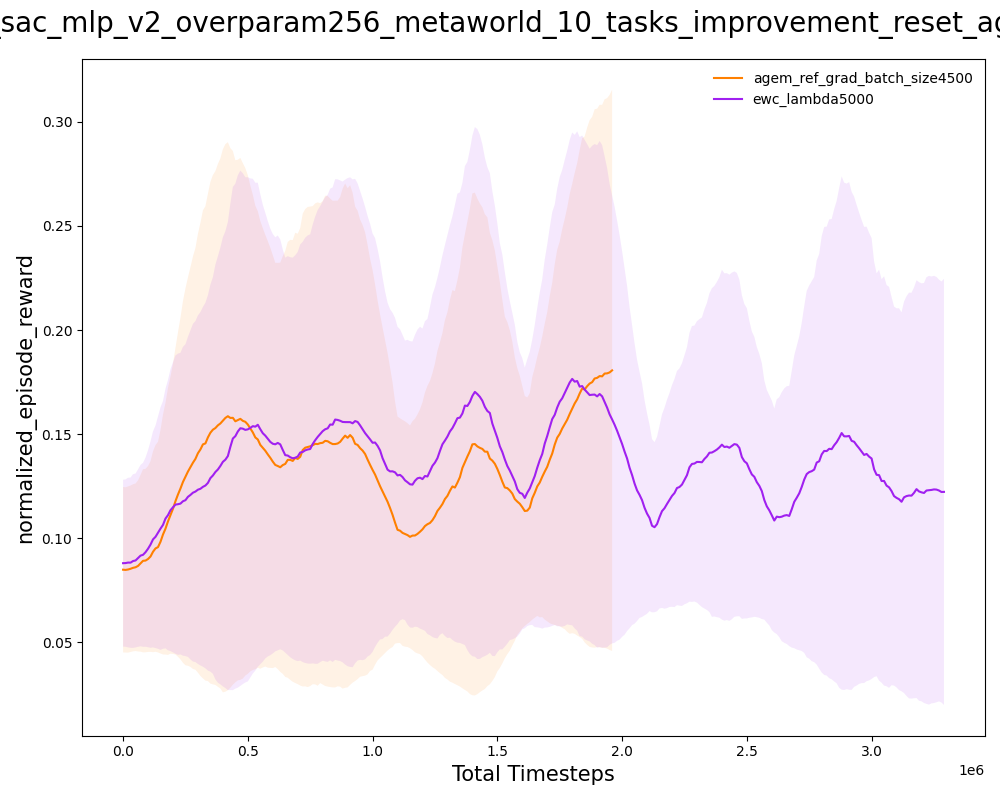 _sac_mlp_v2_overparam256_metaworld_10_tasks_improvement_reset_ag
agem_ref_grad_batch_size4500
ewc_lambda5000
normalized_episode_reward
0.30
0.25
0.20
0.15
0.10
0.05
0.0 0.5 1.0 1.5 2.0 2.5 3.0
1e6
Total Timesteps